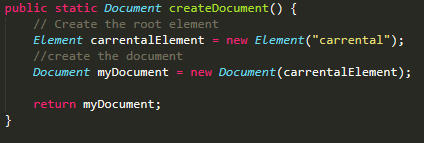 public static Document createDocument() {
// Create the root element
Element carrentalElement = new Element("carrental");
//create the document
Document myDocument = new Document(carrentalElement);
return myDocument;
}